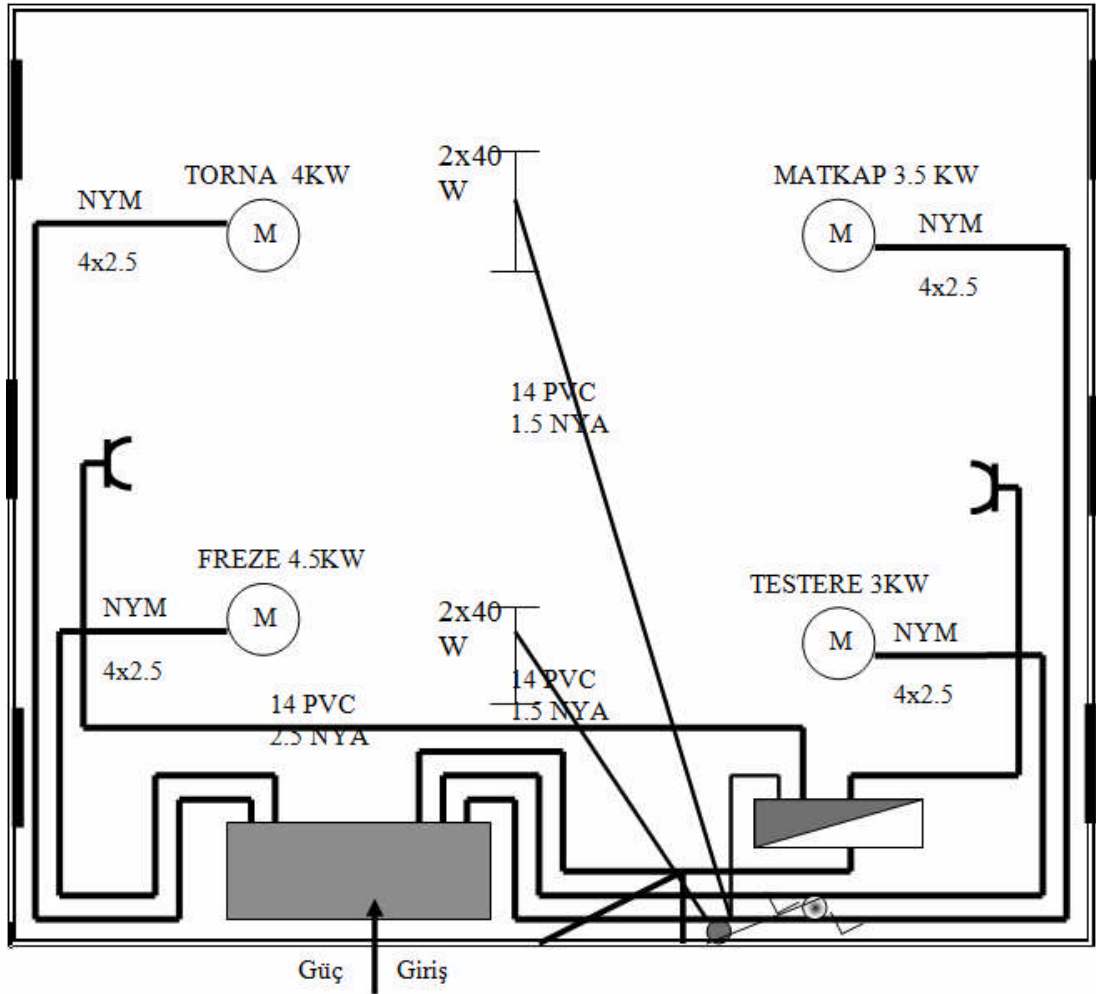 TORNA 4KW
NYM
M
4x2.5
2x40
W
MATKAP 3.5 KW
M
NYM
4x2.5
14 PVC
1.5 NYA
FREZE 4.5KW
NYM
M
4x2.5
2x40
W
14 PVC
1.5 NYA
TESTERE 3KW
M
NYM
4x2.5
14 PVC
2.5 NYA
Güç Giriş